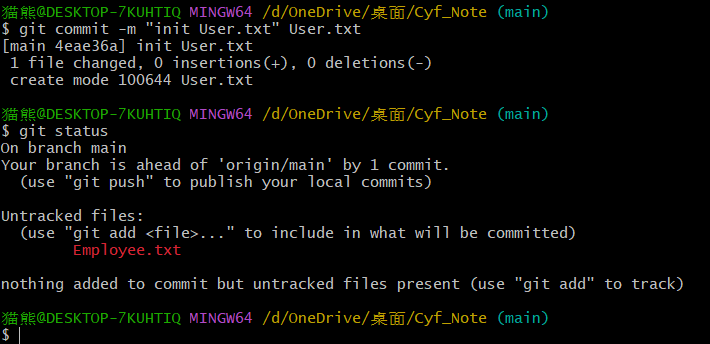 猫熊@DESKTOP-7KUHTIQ MINGW64 /d/OneDrive/桌面/Cyf_Note (main)
$ git commit -m "init User.txt" User.txt
[main 4eae36a] init User.txt
 1 file changed, 0 insertions(+), 0 deletions(-)
 create mode 100644 User.txt

猫熊@DESKTOP-7KUHTIQ MINGW64 /d/OneDrive/桌面/Cyf_Note (main)
$ git status
On branch main
Your branch is ahead of 'origin/main' by 1 commit.
  (use "git push" to publish your local commits)

Untracked files:
  (use "git add <file>..." to include in what will be committed)
        Employee.txt

nothing added to commit but untracked files present (use "git add" to track)

猫熊@DESKTOP-7KUHTIQ MINGW64 /d/OneDrive/桌面/Cyf_Note (main)
$